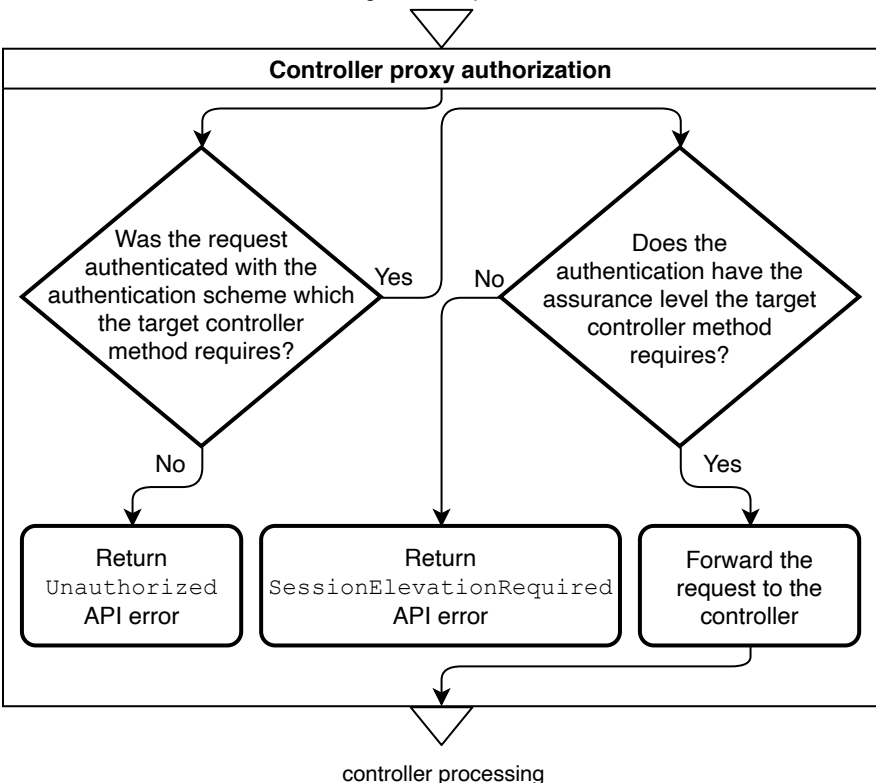 Controller proxy authorization
Was the request
authenticated with the
authentication scheme which
the target controller
method requires?
Yes
No
Does the
authentication have the
assurance level the target
controller method
requires?
No
Yes
Return
Unauthorized
API error
Return
SessionElevationRequired
API error
Forward the
request to the
controller
controller processing